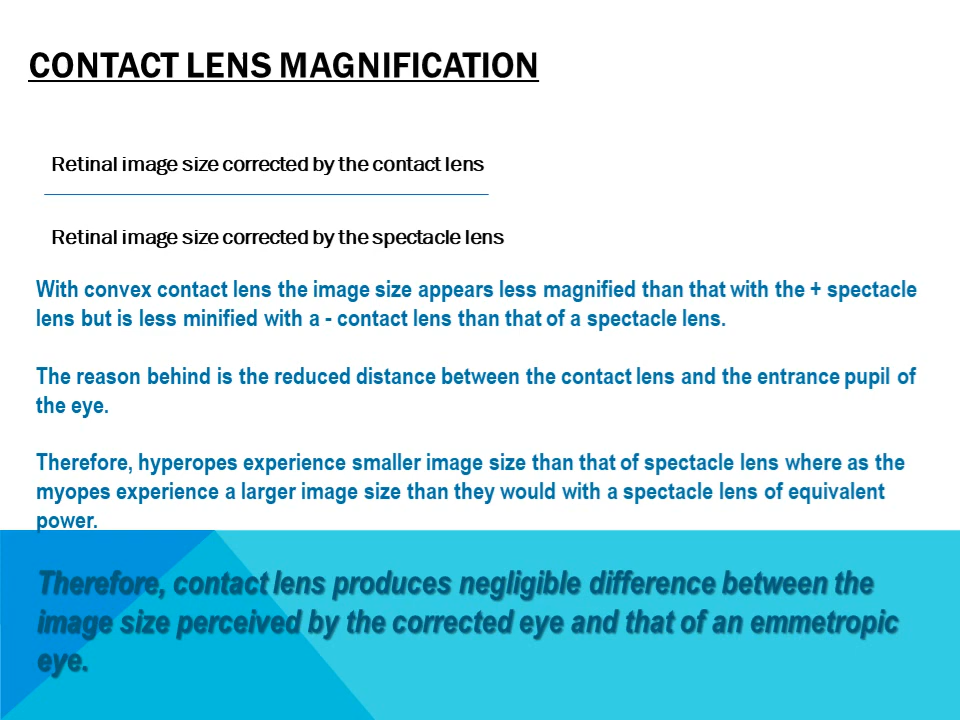 CONTACT LENS MAGNIFICATION
Retinal image size corrected by the contact lens
Retinal image size corrected by the spectacle lens
With convex contact lens the image size appears less magnified than that with the + spectacle
lens but is less minified with a - contact lens than that of a spectacle lens.
The reason behind is the reduced distance between the contact lens and the entrance pupil of
the eye.
Therefore, hyperopes experience smaller image size than that of spectacle lens where as the
myopes experience a larger image size than they would with a spectacle lens of equivalent
power.
Therefore, contact lens produces negligible difference between the
image size perceived by the corrected eye and that of an emmetropic
eye.